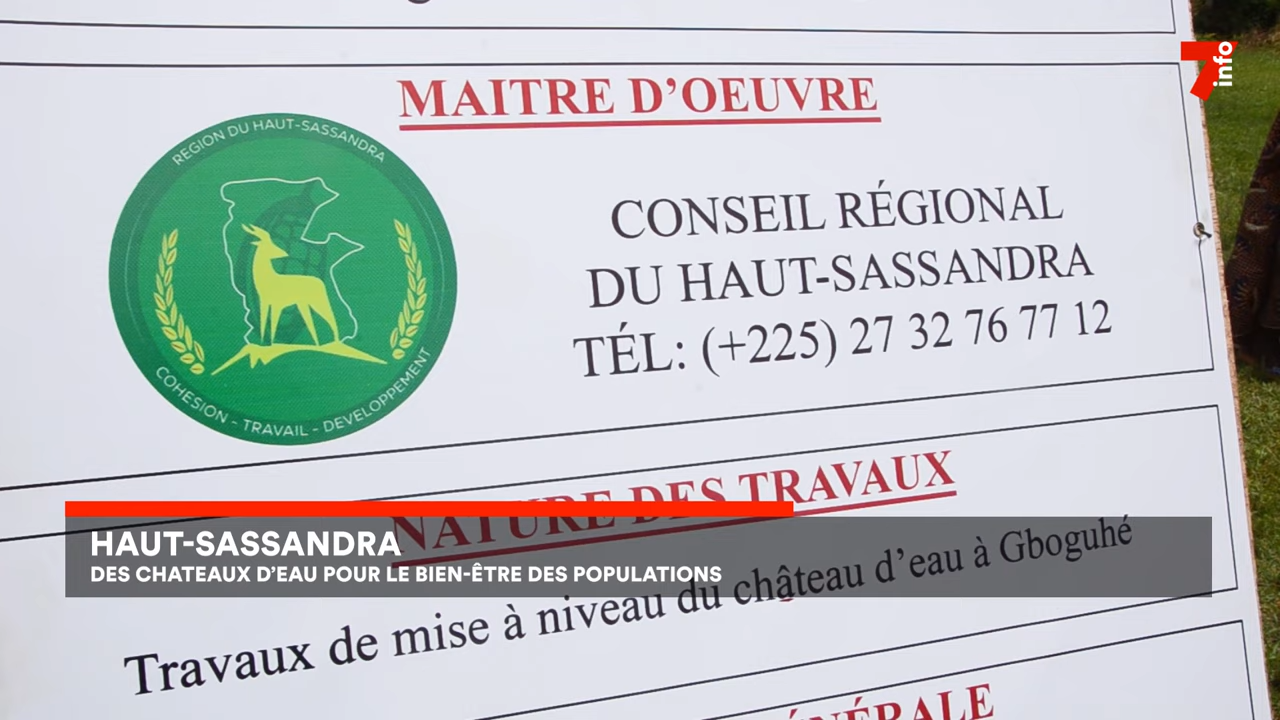 7info
MAITRE D'OEUVRE
REGION DU HAUT-SASSANDRA
COHESION - TRAVAIL - DEVELOPPEMENT
CONSEIL RÉGIONAL
DU HAUT-SASSANDRA
TÉL: (+225) 27 32 76 77 12
NATURE DES TRAVAUX
HAUT-SASSANDRA
DES CHATEAUX D'EAU POUR LE BIEN-ÊTRE DES POPULATIONS
Travaux de mise à niveau du château d'eau à Gboguhé